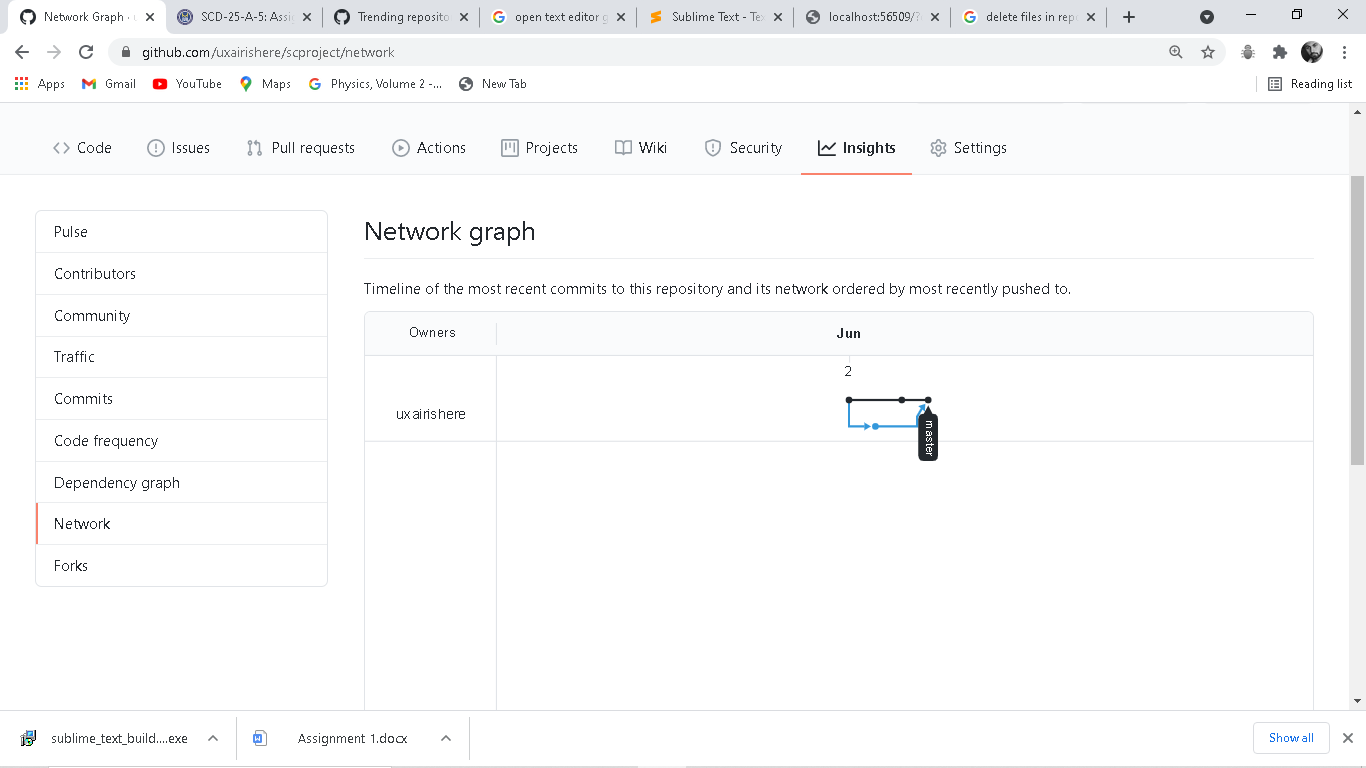 Network Graph · u
SCD-25-A-5: Assi
Trending reposito
open text editor g
Sublime Text - Tex
localhost:56509/?
delete files in repo
github.com/uxairishere/scproject/network
Apps
Gmail
YouTube
Maps
Physics, Volume 2 -...
New Tab
Reading list
Code
Issues
Pull requests
Actions
Projects
Wiki
Security
Insights
Settings
Pulse
Contributors
Community
Traffic
Commits
Code frequency
Dependency graph
Network
Forks
Network graph
Timeline of the most recent commits to this repository and its network ordered by most recently pushed to.
Owners
Jun
2
uxairishere
master
sublime_text_build....exe
Assignment 1.docx
Show all